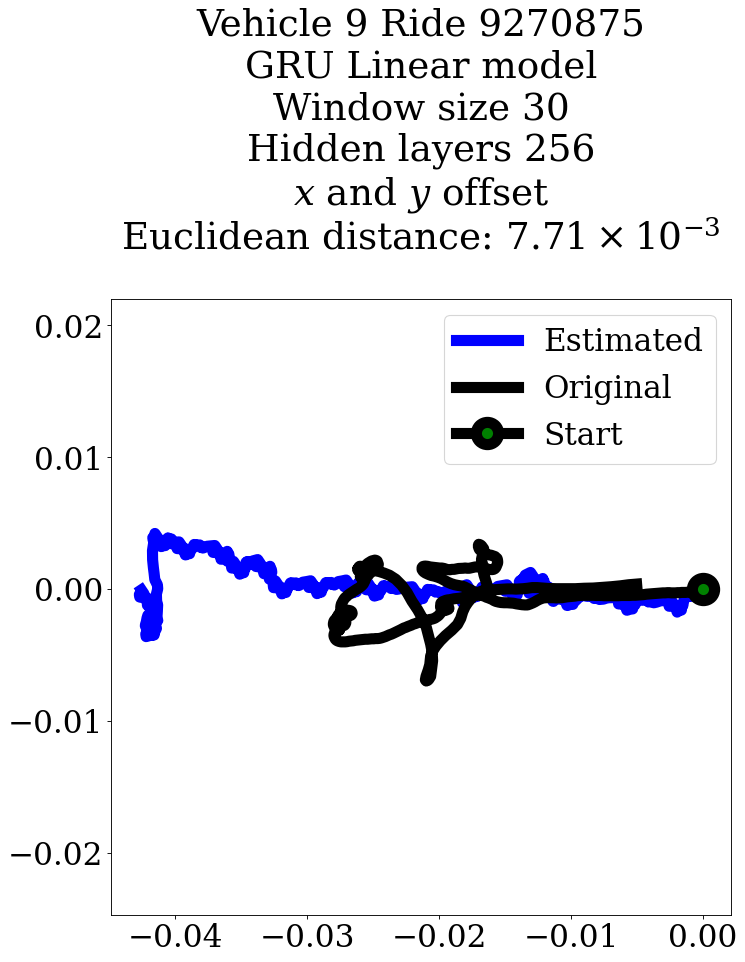 Vehicle 9 Ride 9270875
GRU Linear model
Window size 30
Hidden layers 256
x and y offset
Euclidean distance: 7.71 × 10⁻³
Estimated
Original
Start
0.02
0.01
0.00
−0.01
−0.02
−0.04 −0.03 −0.02 −0.01 0.00